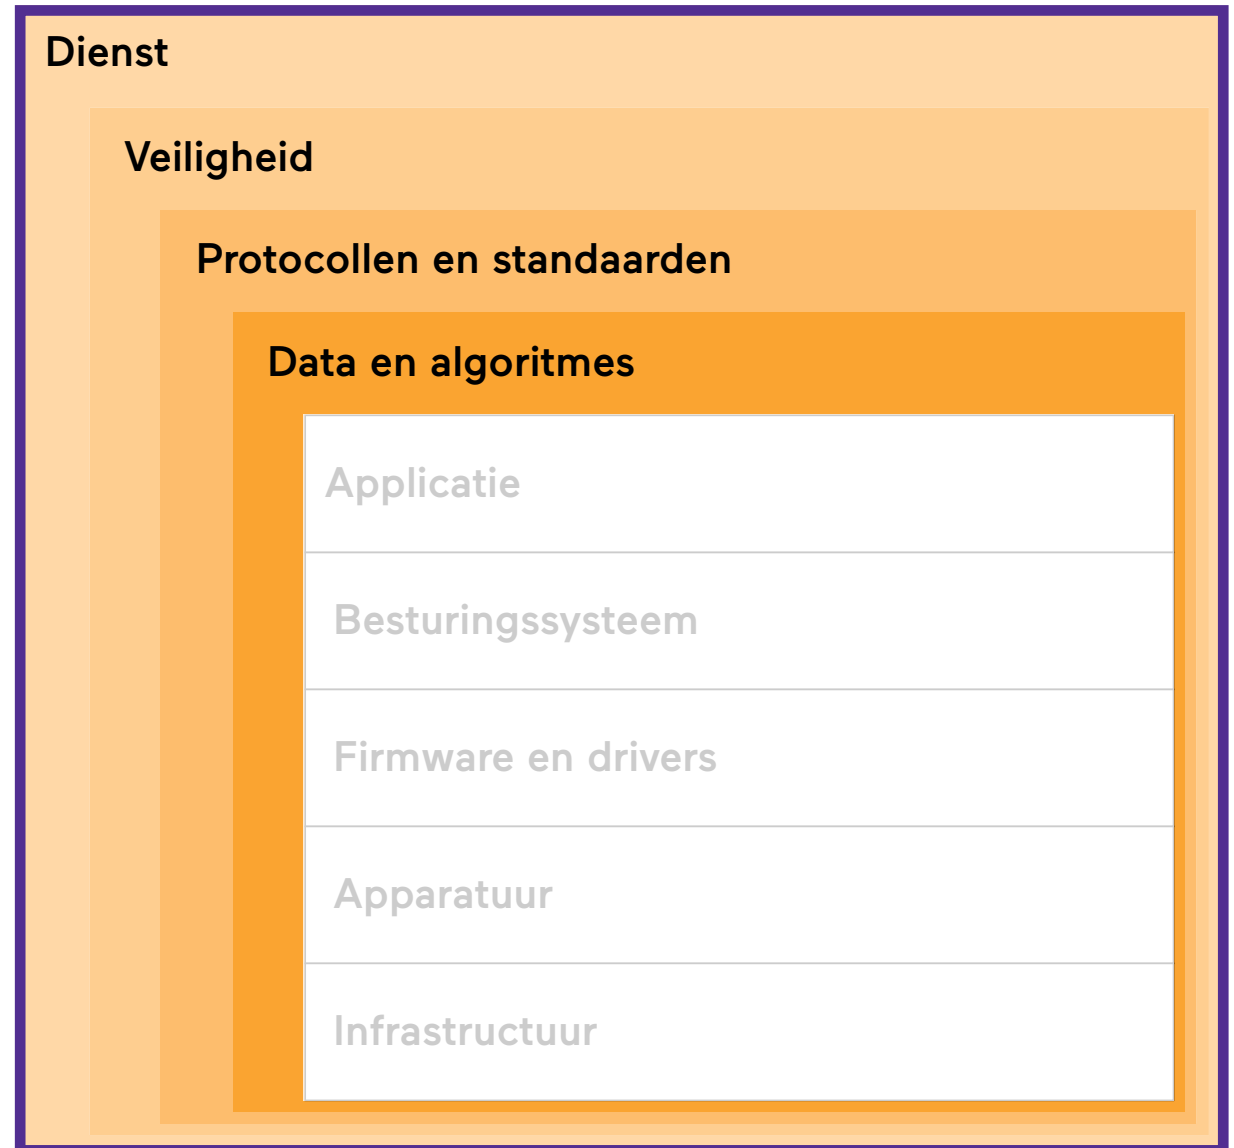 Dienst
Veiligheid
Protocollen en standaarden
Data en algoritmes
Applicatie
Besturingssysteem
Firmware en drivers
Apparatuur
Infrastructuur